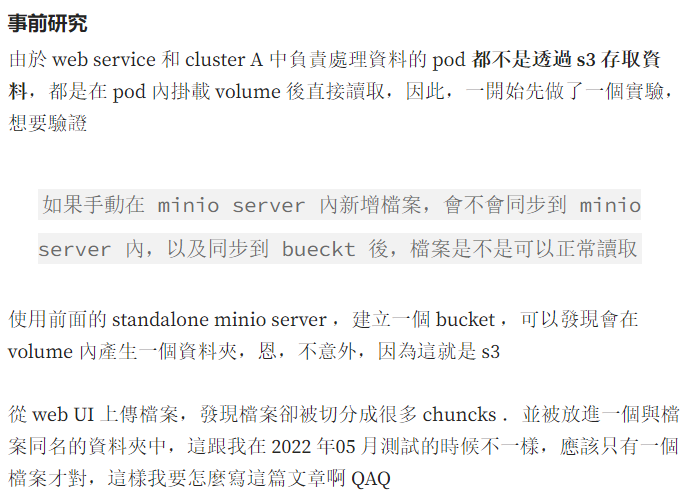 事前研究
由於 web service 和 cluster A 中負責處理資料的 pod 都不是透過 s3 存取資
料，都是在 pod 內掛載 volume 後直接讀取，因此，一開始先做了一個實驗，
想要驗證
如果手動在 minio server 內新增檔案，會不會同步到 minio
server 內，以及同步到 bueckt 後，檔案是不是可以正常讀取
使用前面的 standalone minio server ，建立一個 bucket ，可以發現會在
volume 內產生一個資料夾，恩，不意外，因為這就是 s3
從 web UI 上傳檔案，發現檔案卻被切分成很多 chuncks ．並被放進一個與檔
案同名的資料夾中，這跟我在 2022 年05 月測試的時候不一樣，應該只有一個
檔案才對，這樣我要怎麼寫這篇文章啊 QAQ